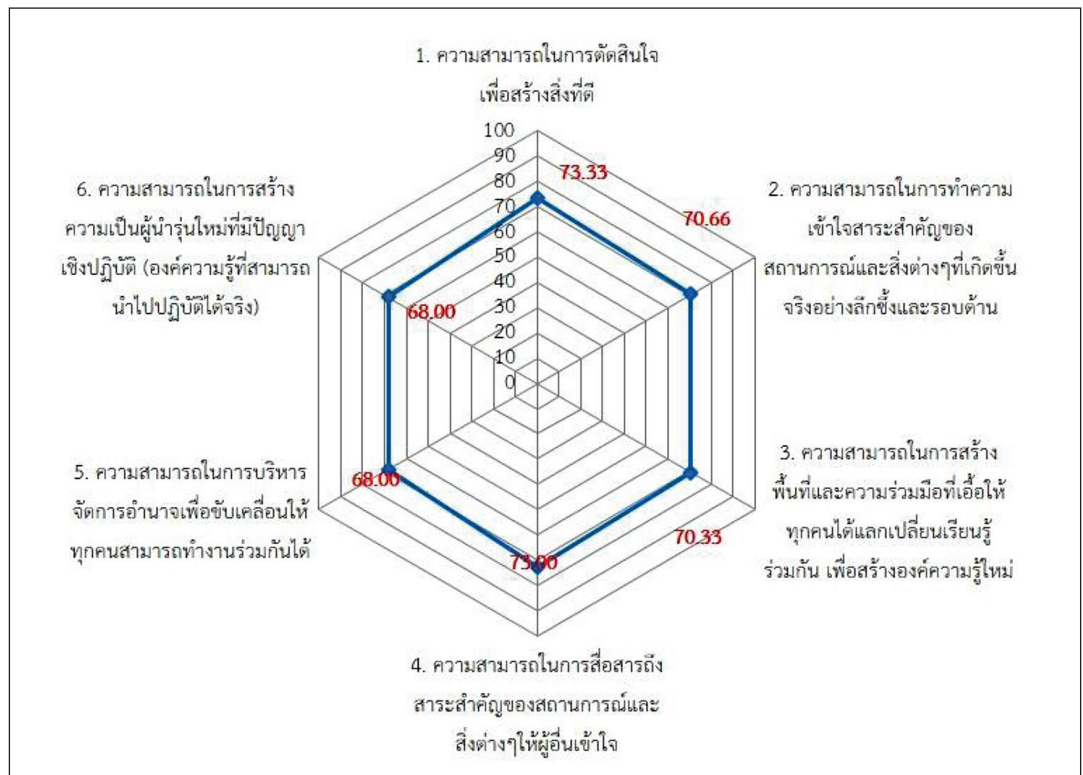 1. ความสามารถในการตัดสินใจ
เพื่อสร้างสิ่งที่ดี
100
90
80
70
60
50
40
30
20
10
0
73.33
2. ความสามารถในการทำความ
เข้าใจสาระสำคัญของ
สถานการณ์และสิ่งต่างๆที่เกิดขึ้น
จริงอย่างลึกซึ้งและรอบด้าน
70.66
3. ความสามารถในการสร้าง
พื้นที่และความร่วมมือที่เอื้อให้
ทุกคนได้แลกเปลี่ยนเรียนรู้
ร่วมกัน เพื่อสร้างองค์ความรู้ใหม่
70.33
4. ความสามารถในการสื่อสารถึง
สาระสำคัญของสถานการณ์และ
สิ่งต่างๆให้ผู้อื่นเข้าใจ
73.00
5. ความสามารถในการบริหาร
จัดการอำนาจเพื่อขับเคลื่อนให้
ทุกคนสามารถทำงานร่วมกันได้
68.00
6. ความสามารถในการสร้าง
ความเป็นผู้นำรุ่นใหม่ที่มีปัญญา
เชิงปฏิบัติ (องค์ความรู้ที่สามารถ
นำไปปฏิบัติได้จริง)
68.00